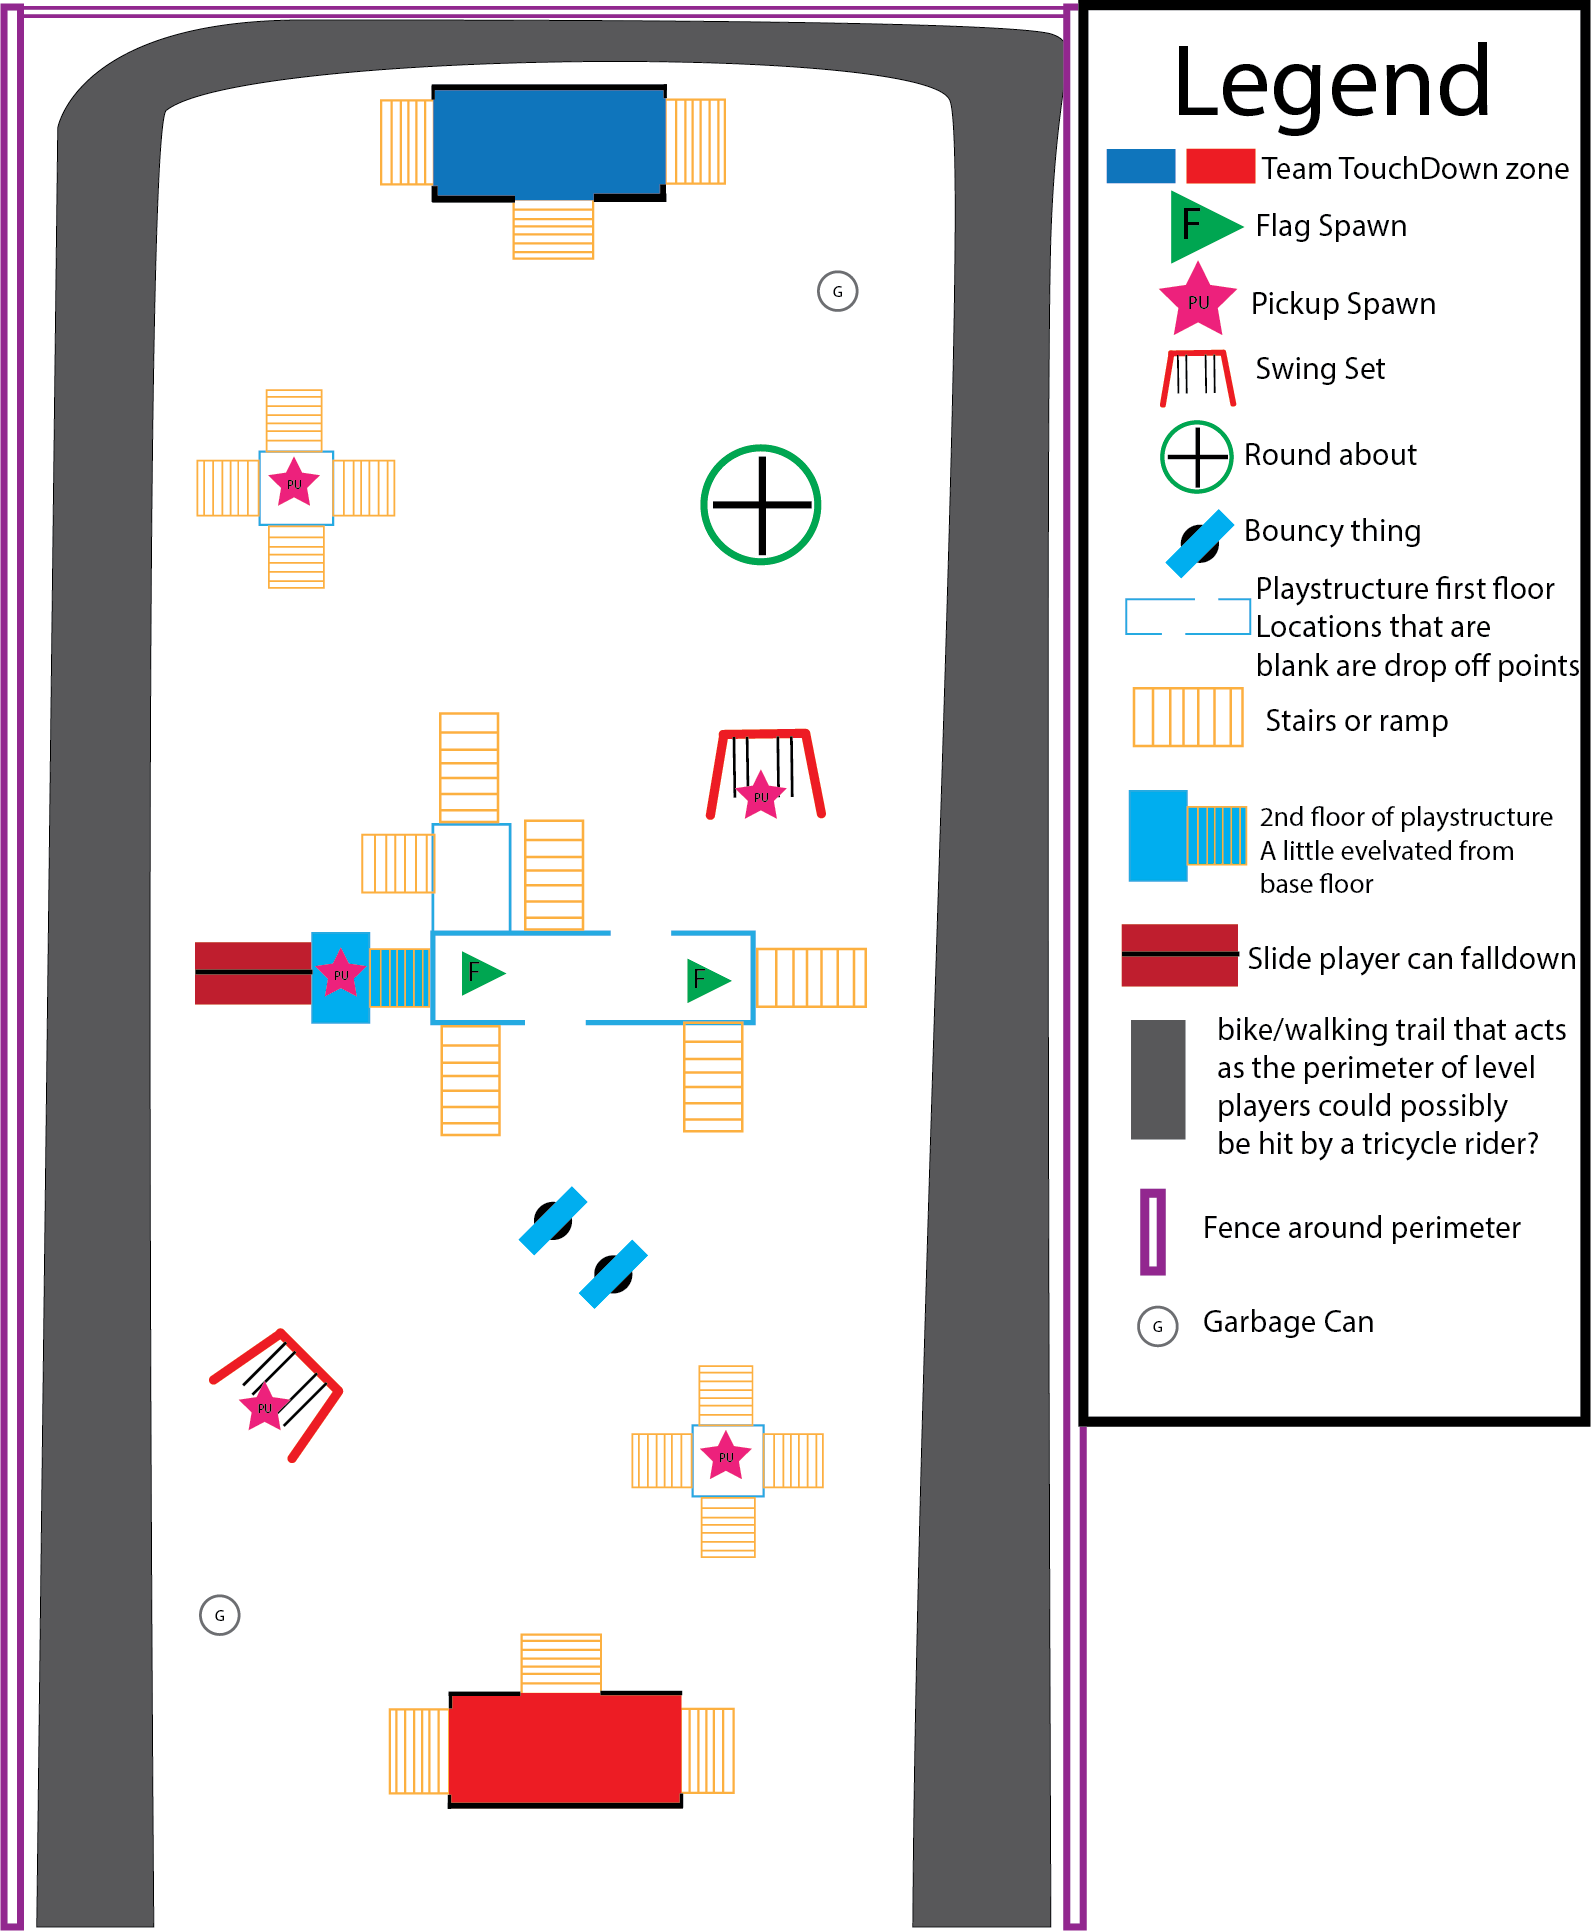 Legend
Team TouchDown zone
F
Flag Spawn
PU
Pickup Spawn
Swing Set
Round about
Bouncy thing
Playstructure first floor
Locations that are
blank are drop off points
Stairs or ramp
2nd floor of playstructure
A little evelvated from
base floor
Slide player can falldown
bike/walking trail that acts
as the perimeter of level
players could possibly
be hit by a tricycle rider?
Fence around perimeter
G
Garbage Can
G
PU
PU
PU
F
F
PU
PU
G